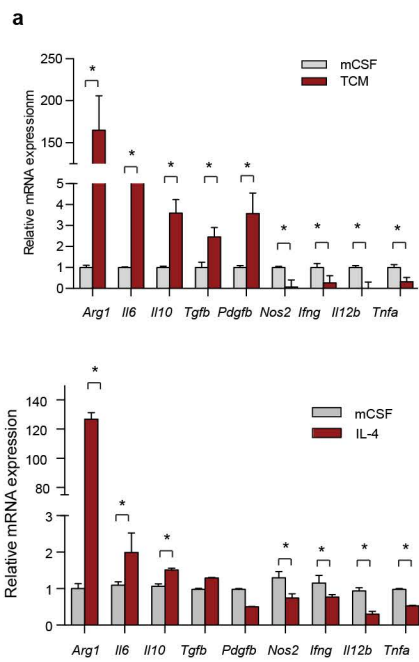 a
mCSF
TCM
Relative mRNA expressionm
250
200
150
100
5
4
3
2
1
0
* * * * * * * * *
Arg1 Il6 Il10 Tgfb Pdgfb Nos2 Ifng Il12b Tnfa
mCSF
IL-4
Relative mRNA expression
140
120
100
80
3
2
1
0
* * * * * * *
Arg1 Il6 Il10 Tgfb Pdgfb Nos2 Ifng Il12b Tnfa